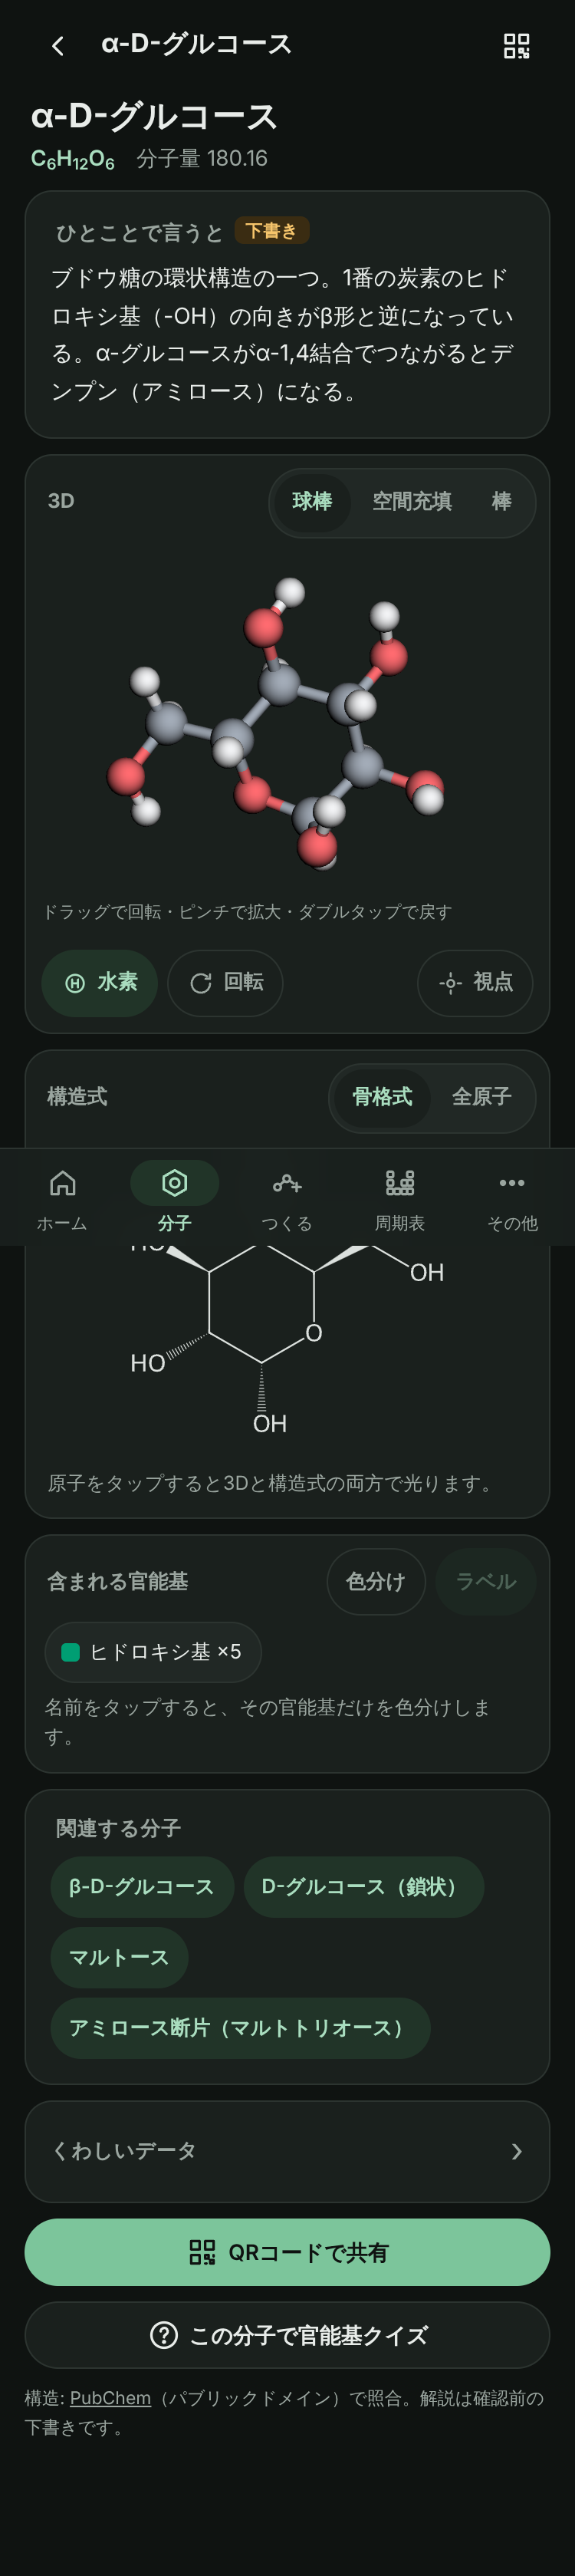 α-D-グルコース
α-D-グルコース
C₆H₁₂O₆ 分子量 180.16
ひとことで言うと 下書き
ブドウ糖の環状構造の一つ。1番の炭素のヒド
ロキシ基（-OH）の向きがβ形と逆になってい
る。α-グルコースがα-1,4結合でつながるとデ
ンプン（アミロース）になる。
3D 球棒 空間充填 棒
ドラッグで回転・ピンチで拡大・ダブルタップで戻す
H 水素 回転 視点
構造式 骨格式 全原子
ホーム 分子 つくる 周期表 その他
HO
OH
O
HO
OH
原子をタップすると3Dと構造式の両方で光ります。
含まれる官能基 色分け ラベル
ヒドロキシ基 ×5
名前をタップすると、その官能基だけを色分けしま
す。
関連する分子
β-D-グルコース D-グルコース（鎖状）
マルトース
アミロース断片（マルトトリオース）
くわしいデータ
QRコードで共有
この分子で官能基クイズ
構造: PubChem（パブリックドメイン）で照合。解説は確認前の
下書きです。